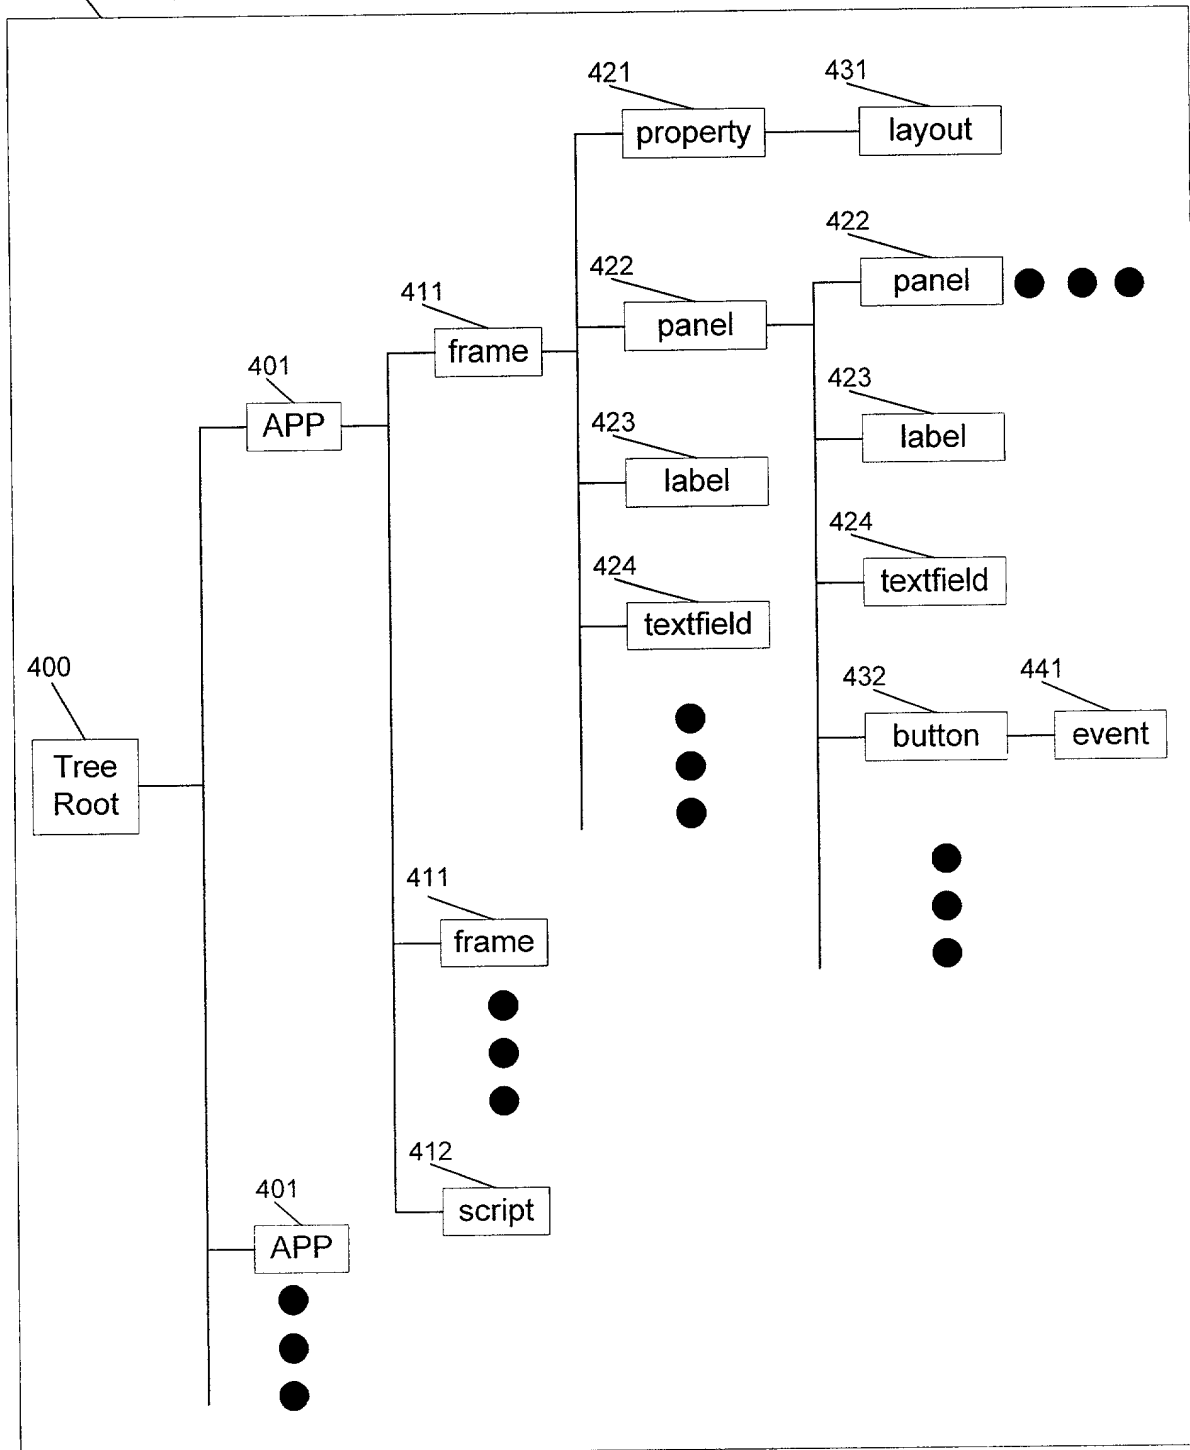 421
property
431
layout
422
panel
422
panel
411
frame
401
APP
423
label
423
label
424
textfield
424
textfield
400
Tree
Root
432
button
441
event
411
frame
412
script
401
APP